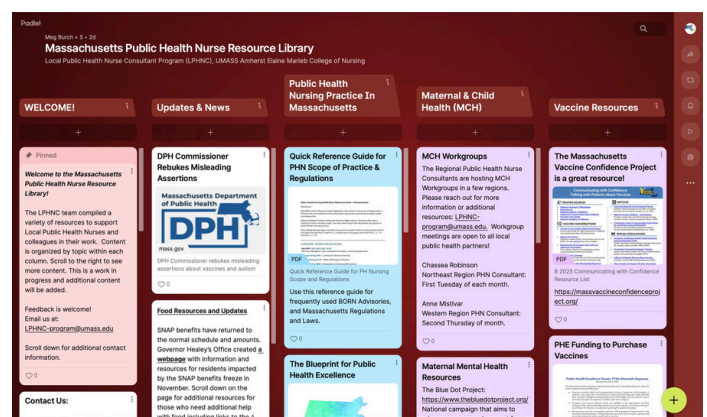 Padlet
Meg Burch • 5 • 2d
Massachusetts Public Health Nurse Resource Library
Local Public Health Nurse Consultant Program (LPHNC), UMASS Amherst Elaine Marieb College of Nursing
WELCOME!
Pinned
Welcome to the Massachusetts
Public Health Nurse Resource
Library!
The LPHNC team compiled a
variety of resources to support
Local Public Health Nurses and
colleagues in their work. Content
is organized by topic within each
column. Scroll to the right to see
more content. This is a work in
progress and additional content
will be added.
Feedback is welcome!
Email us at:
LPHNC-program@umass.edu
Scroll down for additional contact
information.
0
Contact Us:
Updates & News
DPH Commissioner
Rebukes Misleading
Assertions
Massachusetts Department
of Public Health
DPH
mass.gov
DPH Commissioner rebukes misleading
assertions about vaccines and autism
0
Food Resources and Updates
SNAP benefits have returned to
the normal schedule and amounts.
Governor Healey's Office created a
webpage with information and
resources for residents impacted
by the SNAP benefits freeze in
November. Scroll down on the
page for additional resources for
those who need additional help
Public Health
Nursing Practice In
Massachusetts
Quick Reference Guide for
PHN Scope of Practice &
Regulations
PDF
Quick Reference Guide for PH Nursing
Scope and Regulations
Use this reference guide for
frequently used BORN Advisories,
and Massachusetts Regulations
and Laws.
0
The Blueprint for Public
Health Excellence
Maternal & Child
Health (MCH)
MCH Workgroups
The Regional Public Health Nurse
Consultants are hosting MCH
Workgroups in a few regions.
Please reach out for more
information or additional
resources: LPHNC-
program@umass.edu. Workgroup
meetings are open to all local
public health partners!
Chassea Robinson
Northeast Region PHN Consultant:
First Tuesday of each month.
Anne Mistivar
Western Region PHN Consultant:
Second Thursday of month.
0
Maternal Mental Health
Resources
The Blue Dot Project:
https://www.thebluedotproject.org/
National campaign that aims to
Vaccine Resources
The Massachusetts
Vaccine Confidence Project
is a great resource!
Communicating with Confidence
Talking with Patients About Vaccines
PDF
8 2025 Communicating with Confidence
Resource List
https://massvaccineconfidenceproj
ect.org/
0
PHE Funding to Purchase
Vaccines